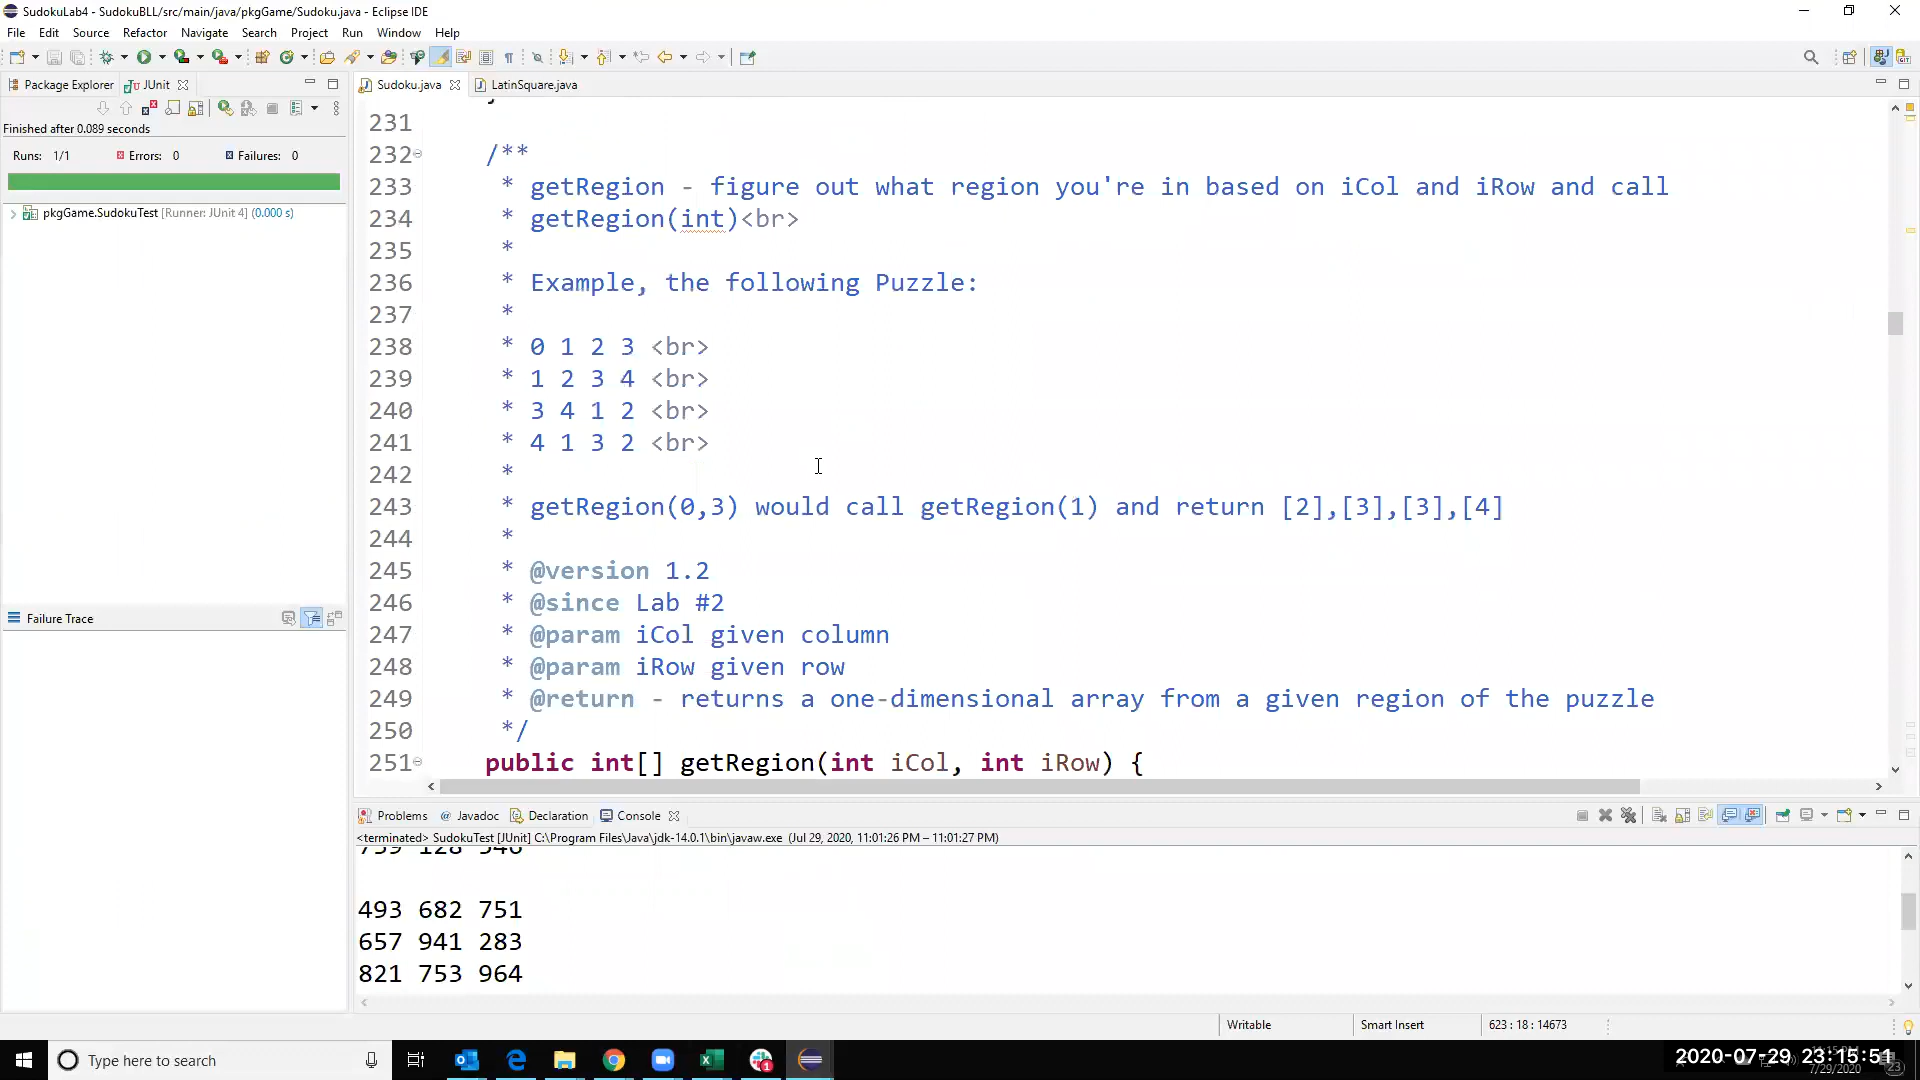 SudokuLab4 - SudokuBLL/src/main/java/pkgGame/Sudoku.java - Eclipse IDE
File Edit Source Refactor Navigate Search Project Run Window Help
Package Explorer JUnit
Sudoku.java LatinSquare.java
Finished after 0.089 seconds
Runs: 1/1 Errors: 0 Failures: 0
pkgGame.SudokuTest [Runner: JUnit 4] (0.000 s)
Failure Trace
231
232 /**
233 * getRegion - figure out what region you're in based on iCol and iRow and call
234 * getRegion(int)<br>
235 *
236 * Example, the following Puzzle:
237 *
238 * 0 1 2 3 <br>
239 * 1 2 3 4 <br>
240 * 3 4 1 2 <br>
241 * 4 1 3 2 <br>
242 *
243 * getRegion(0,3) would call getRegion(1) and return [2],[3],[3],[4]
244 *
245 * @version 1.2
246 * @since Lab #2
247 * @param iCol given column
248 * @param iRow given row
249 * @return - returns a one-dimensional array from a given region of the puzzle
250 */
251 public int[] getRegion(int iCol, int iRow) {
Problems Javadoc Declaration Console
<terminated> SudokuTest [JUnit] C:\Program Files\Java\jdk-14.0.1\bin\javaw.exe (Jul 29, 2020, 11:01:26 PM – 11:01:27 PM)
739 128 546
493 682 751
657 941 283
821 753 964
Writable Smart Insert 623 : 18 : 14673
Type here to search
2020-07-29 23:15:51
7/29/2020